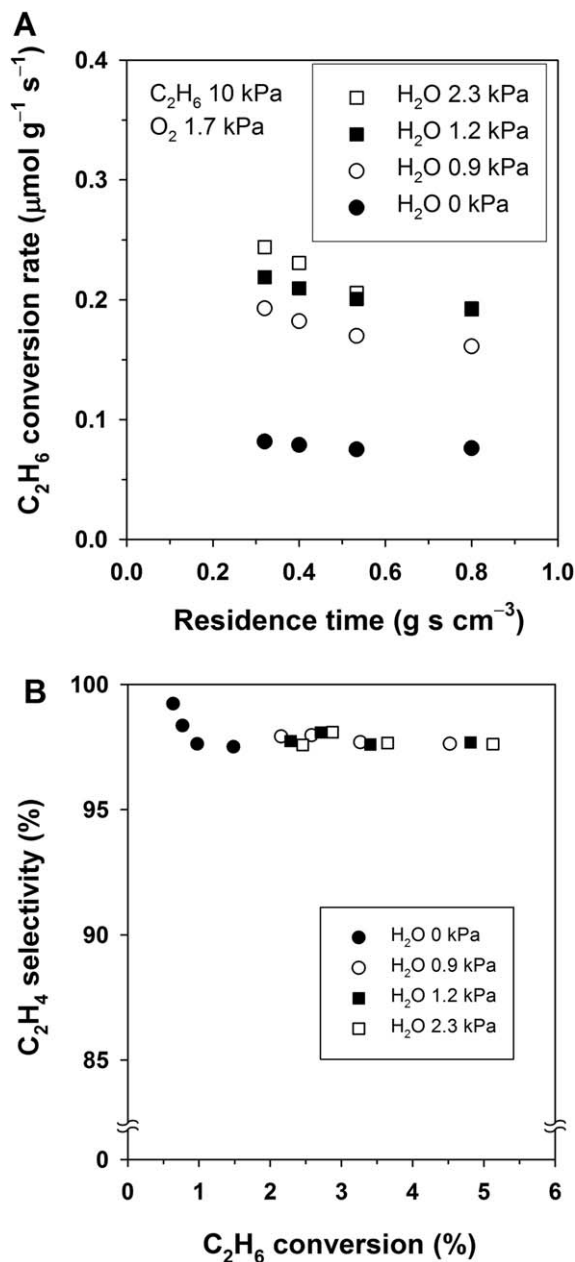 A
C₂H₆ conversion rate (μmol g⁻¹ s⁻¹)
0.4
0.3
0.2
0.1
0.0
C₂H₆ 10 kPa
O₂ 1.7 kPa
H₂O 2.3 kPa
H₂O 1.2 kPa
H₂O 0.9 kPa
H₂O 0 kPa
0.0 0.2 0.4 0.6 0.8 1.0
Residence time (g s cm⁻³)
B
C₂H₄ selectivity (%)
100
95
90
85
0
H₂O 0 kPa
H₂O 0.9 kPa
H₂O 1.2 kPa
H₂O 2.3 kPa
0 1 2 3 4 5 6
C₂H₆ conversion (%)